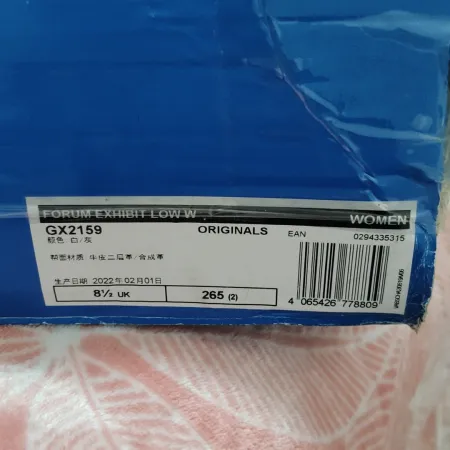 FORUM EXHIBIT LOW W WOMEN
GX2159 ORIGINALS EAN 0294335315
颜色: 白/灰
帮面材质: 牛皮二层革/合成革
生产日期: 2022年02月01日
8½ UK 265 (2)
4 065426 778809